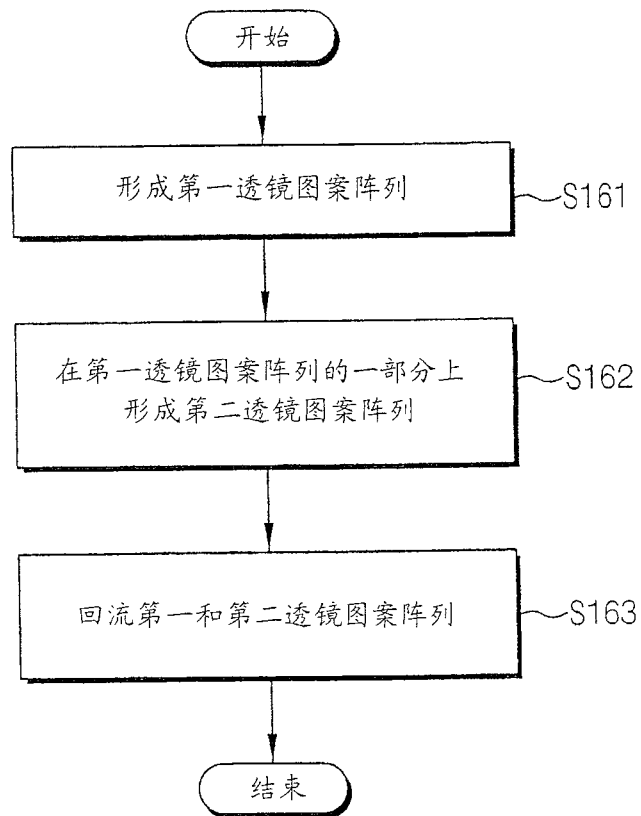 开始
形成第一透镜图案阵列
S161
在第一透镜图案阵列的一部分上
形成第二透镜图案阵列
S162
回流第一和第二透镜图案阵列
S163
结束